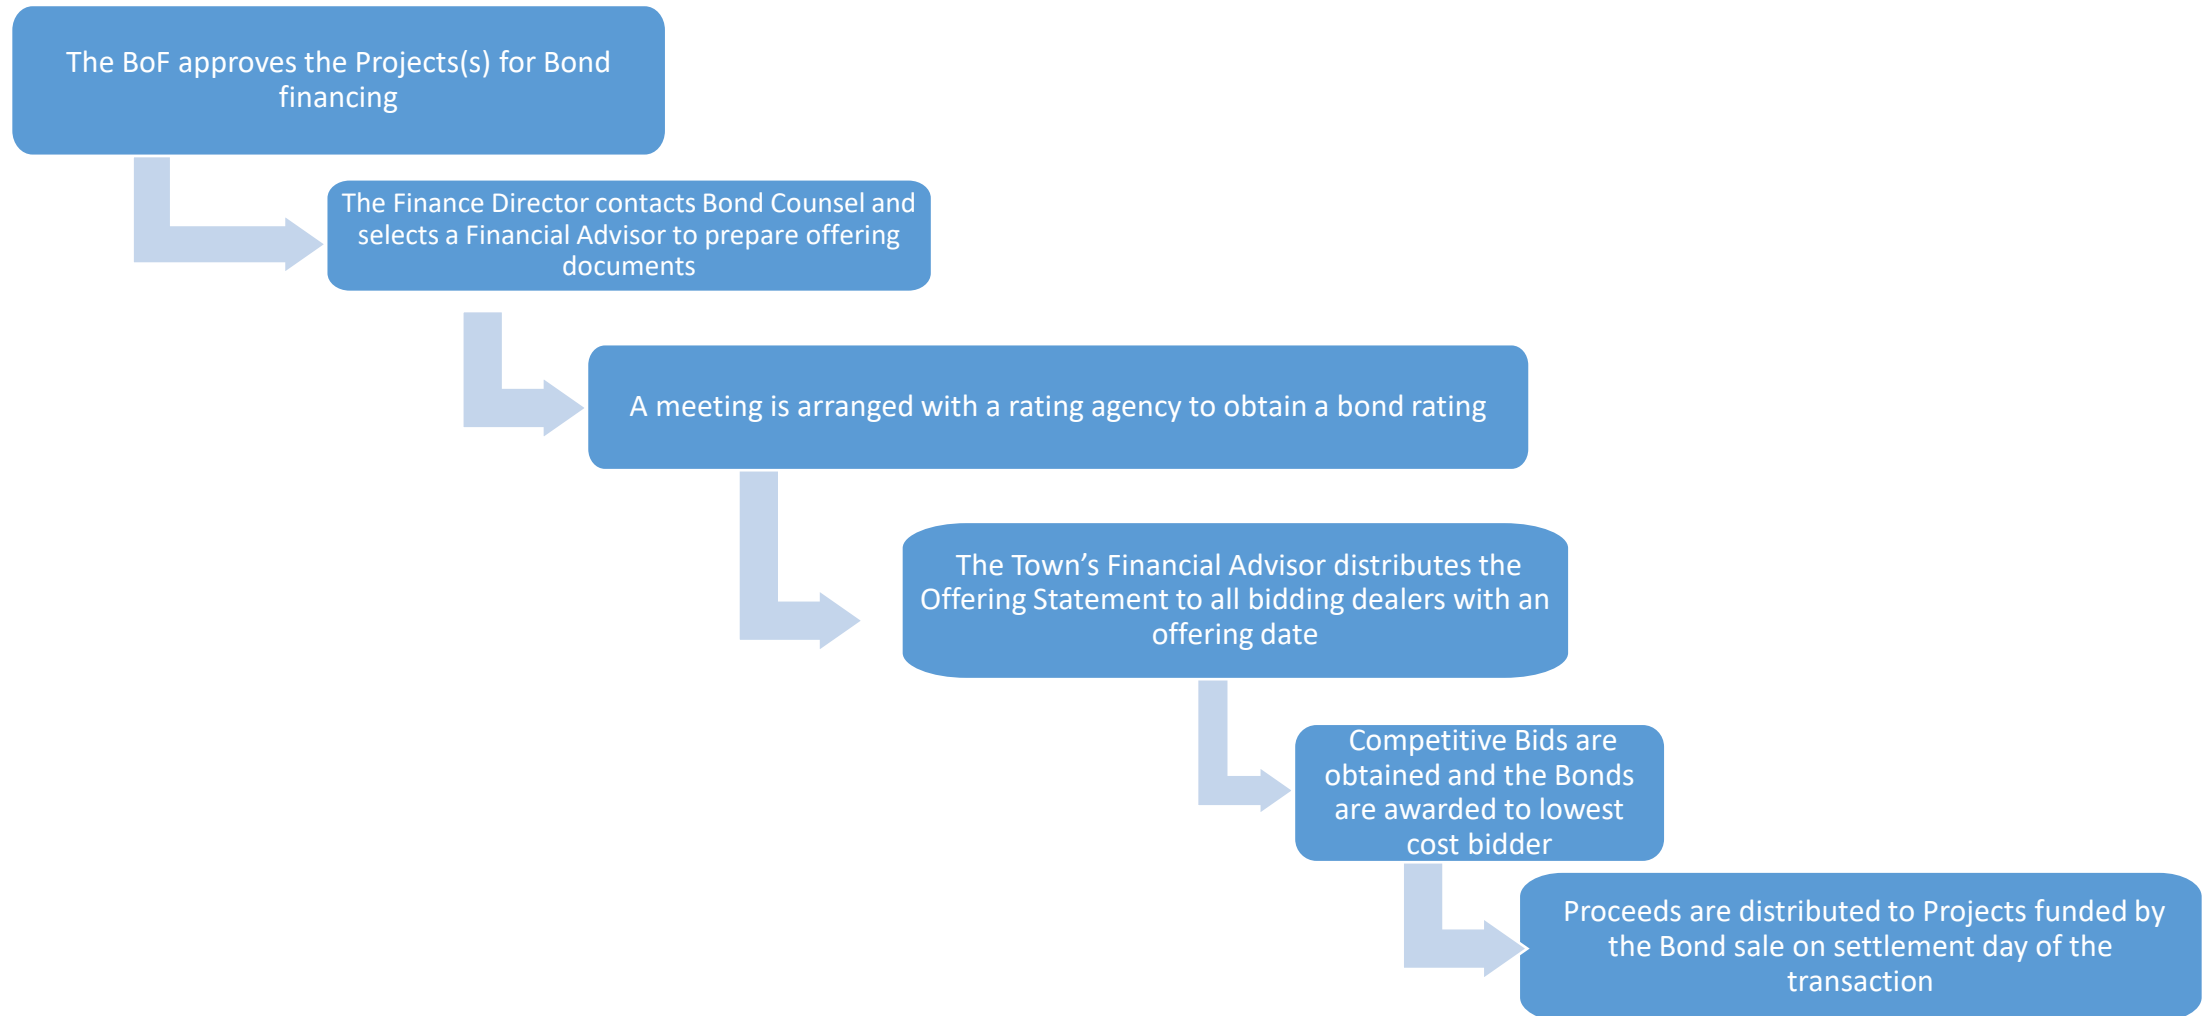 The BoF approves the Projects(s) for Bond
financing
The Finance Director contacts Bond Counsel and
selects a Financial Advisor to prepare offering
documents
A meeting is arranged with a rating agency to obtain a bond rating
The Town’s Financial Advisor distributes the
Offering Statement to all bidding dealers with an
offering date
Competitive Bids are
obtained and the Bonds
are awarded to lowest
cost bidder
Proceeds are distributed to Projects funded by
the Bond sale on settlement day of the
transaction